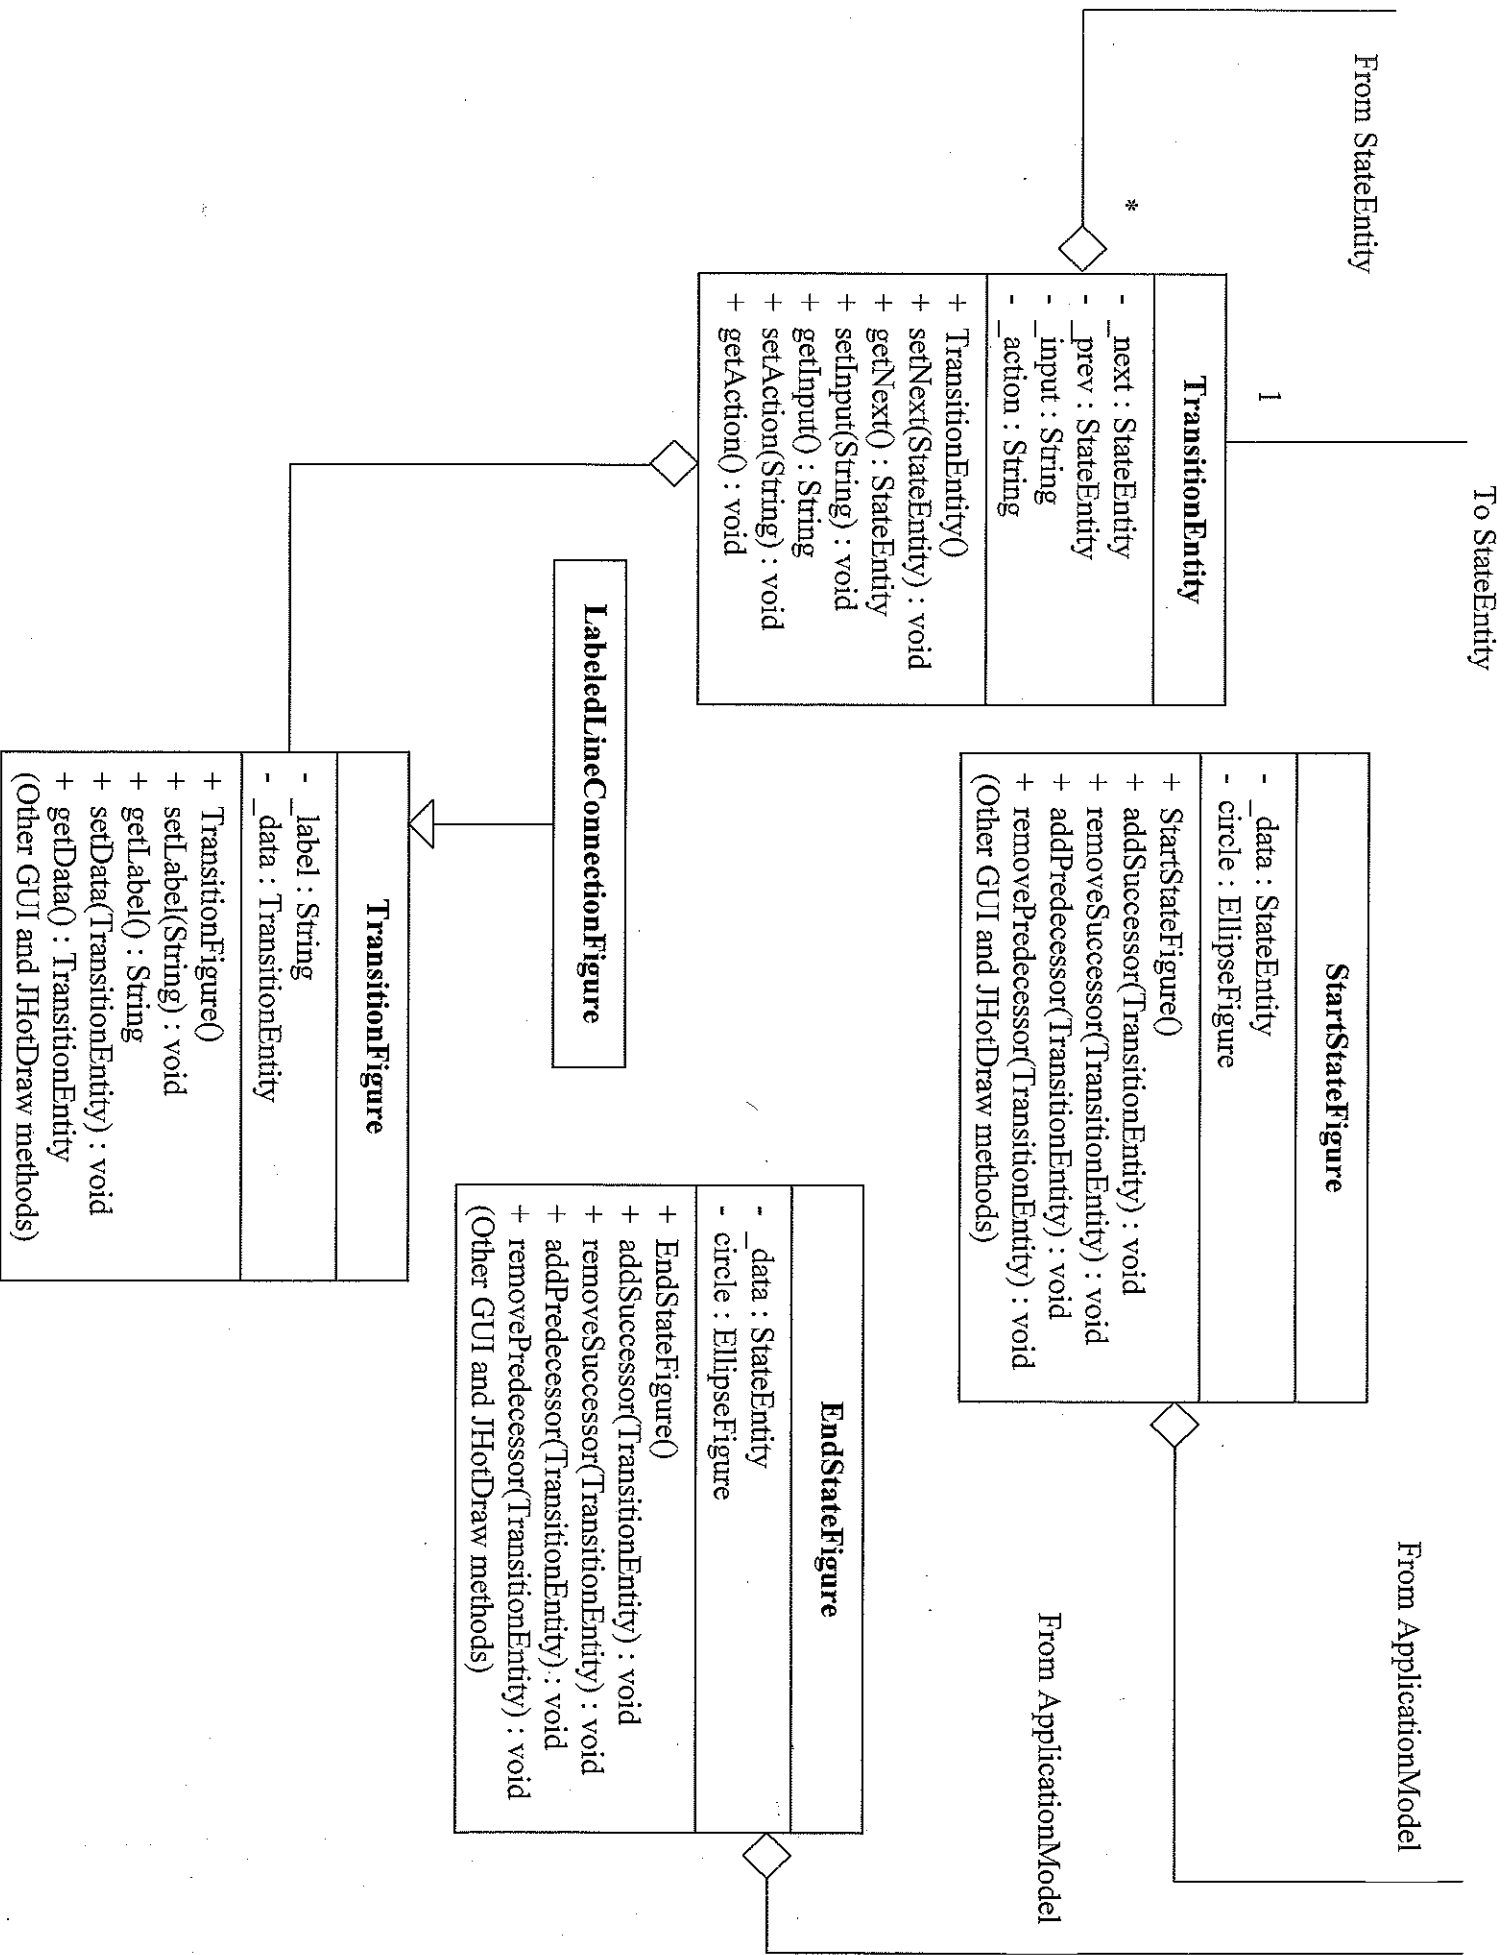 To StateEntity
From StateEntity
*
1
TransitionEntity
- _next : StateEntity
- _prev : StateEntity
- _input : String
- _action : String
+ TransitionEntity()
+ setNext(StateEntity) : void
+ getNext() : StateEntity
+ setInput(String) : void
+ getInput() : String
+ setAction(String) : void
+ getAction() : void
From ApplicationModel
StartStateFigure
- _data : StateEntity
- circle : EllipseFigure
+ StartStateFigure()
+ addSuccessor(TransitionEntity) : void
+ removeSuccessor(TransitionEntity) : void
+ addPredecessor(TransitionEntity) : void
+ removePredecessor(TransitionEntity) : void
(Other GUI and JHotDraw methods)
From ApplicationModel
EndStateFigure
- _data : StateEntity
- circle : EllipseFigure
+ EndStateFigure()
+ addSuccessor(TransitionEntity) : void
+ removeSuccessor(TransitionEntity) : void
+ addPredecessor(TransitionEntity) : void
+ removePredecessor(TransitionEntity) : void
(Other GUI and JHotDraw methods)
LabeledLineConnectionFigure
TransitionFigure
- _label : String
- _data : TransitionEntity
+ TransitionFigure()
+ setLabel(String) : void
+ getLabel() : String
+ setData(TransitionEntity) : void
+ getData() : TransitionEntity
(Other GUI and JHotDraw methods)